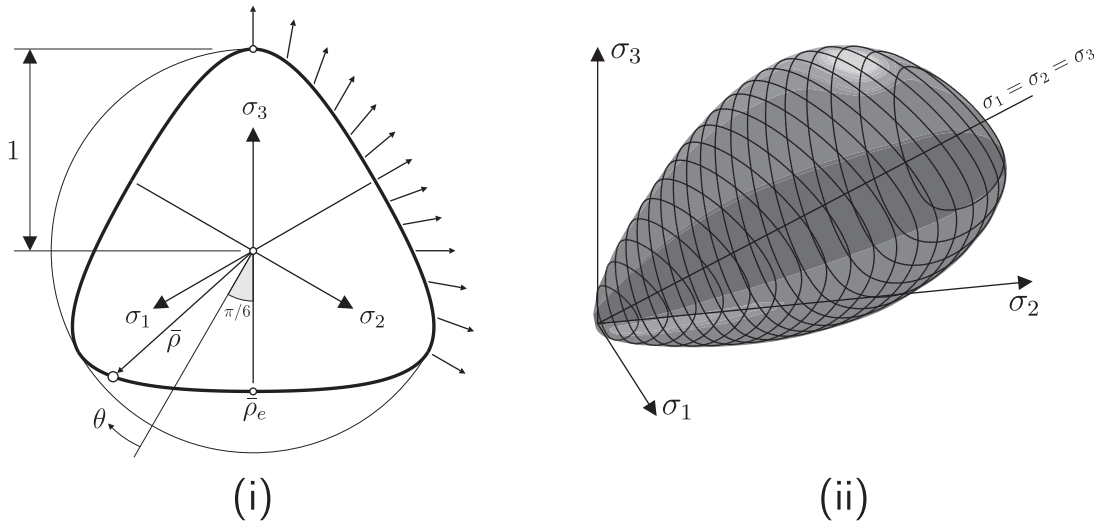 1
σ₃
σ₁
σ₂
ρ̄
π/6
ρ̄ₑ
θ
(i)
σ₃
σ₁ = σ₂ = σ₃
σ₂
σ₁
(ii)